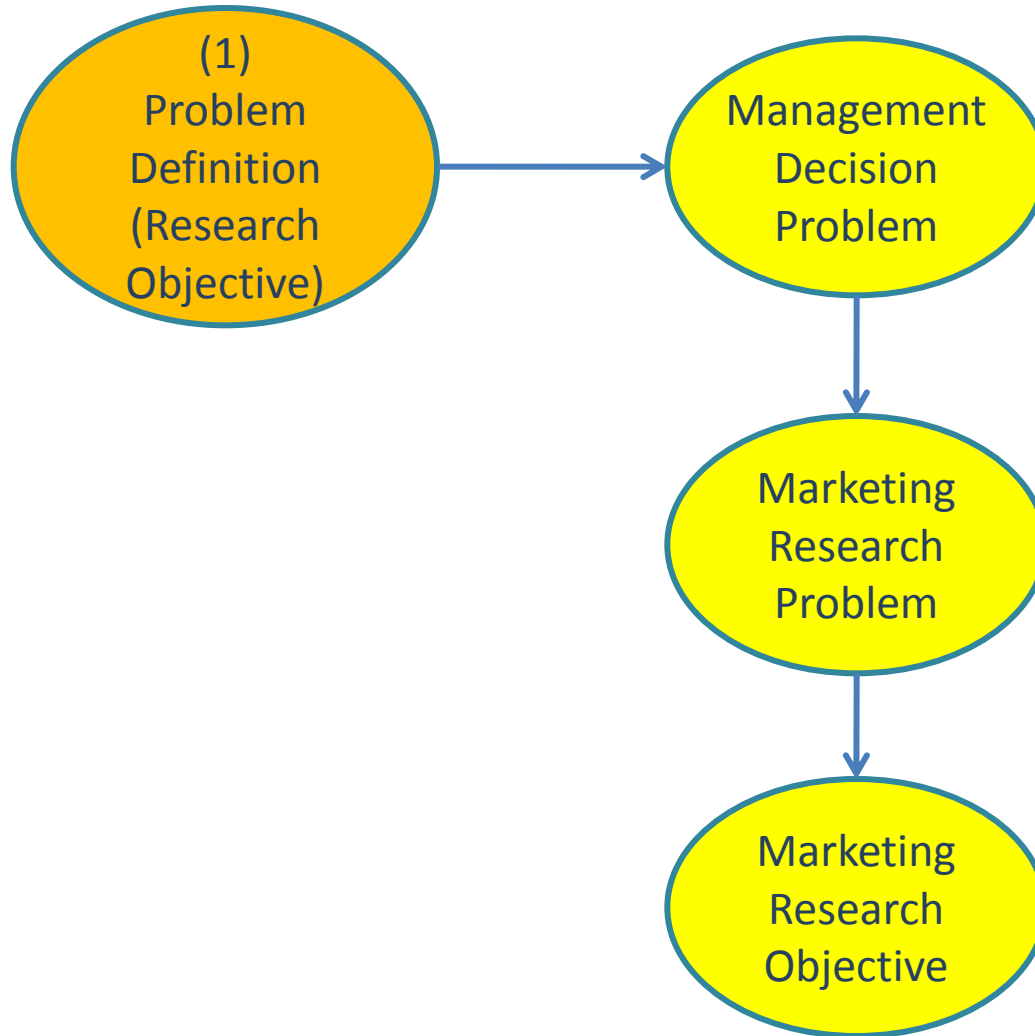 (1)
Problem
Definition
(Research
Objective)
Management
Decision
Problem
Marketing
Research
Problem
Marketing
Research
Objective